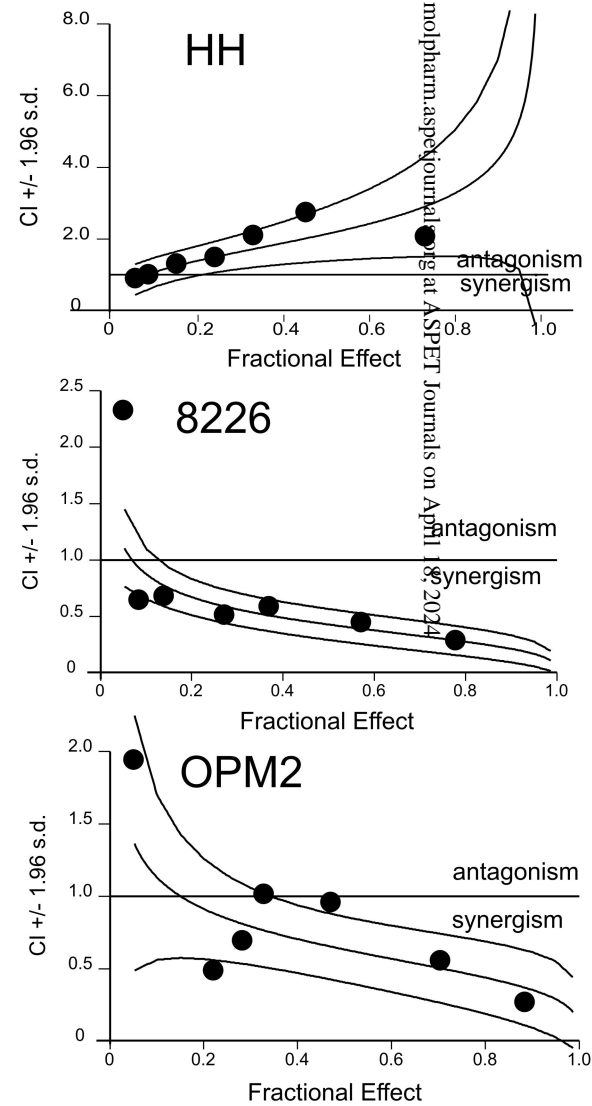 8.0
HH
6.0
4.0
2.0
0
CI +/- 1.96 s.d.
antagonism
synergism
0 0.2 0.4 0.6 0.8 1.0
Fractional Effect
2.5
8226
2.0
1.5
1.0
0.5
0
CI +/- 1.96 s.d.
antagonism
synergism
0 0.2 0.4 0.6 0.8 1.0
Fractional Effect
2.0
OPM2
1.5
1.0
0.5
0
CI +/- 1.96 s.d.
antagonism
synergism
0 0.2 0.4 0.6 0.8 1.0
Fractional Effect
molpharm.aspetjournals.org at ASPET Journals on April 18, 2024